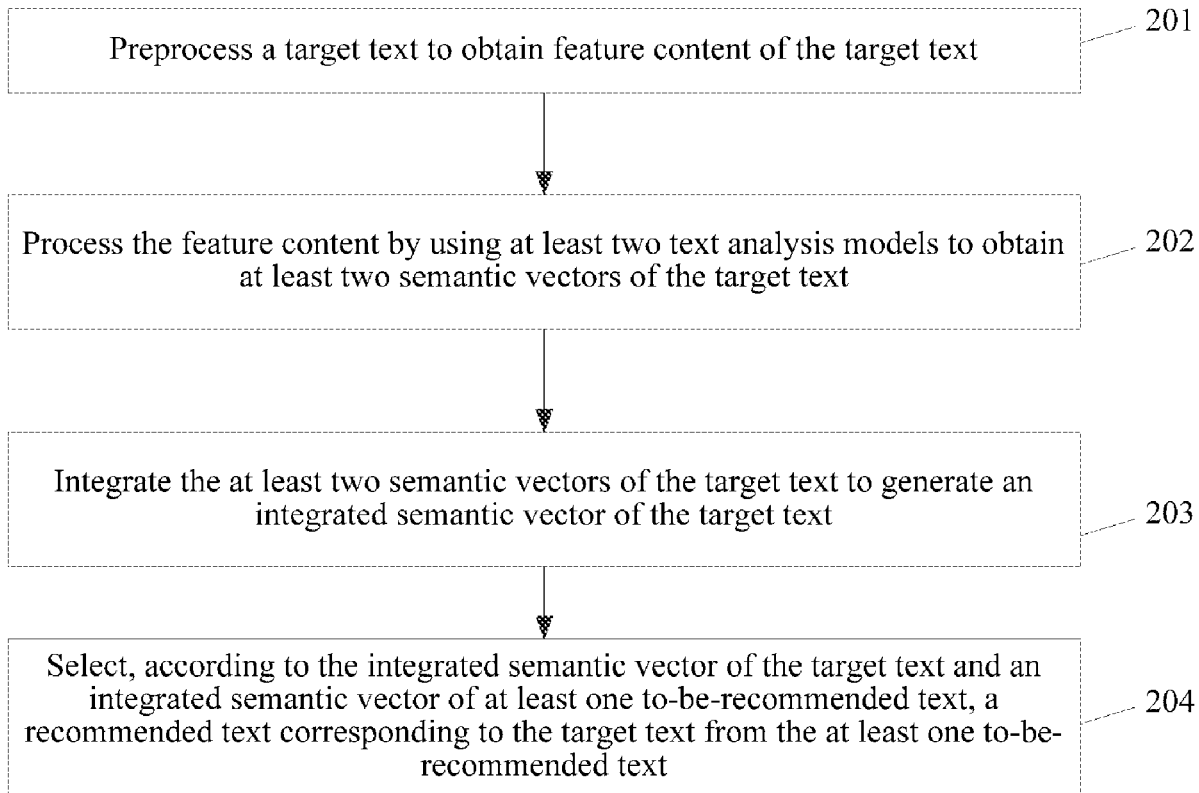 Preprocess a target text to obtain feature content of the target text
201
Process the feature content by using at least two text analysis models to obtain
at least two semantic vectors of the target text
202
Integrate the at least two semantic vectors of the target text to generate an
integrated semantic vector of the target text
203
Select, according to the integrated semantic vector of the target text and an
integrated semantic vector of at least one to-be-recommended text, a
recommended text corresponding to the target text from the at least one to-be-
recommended text
204